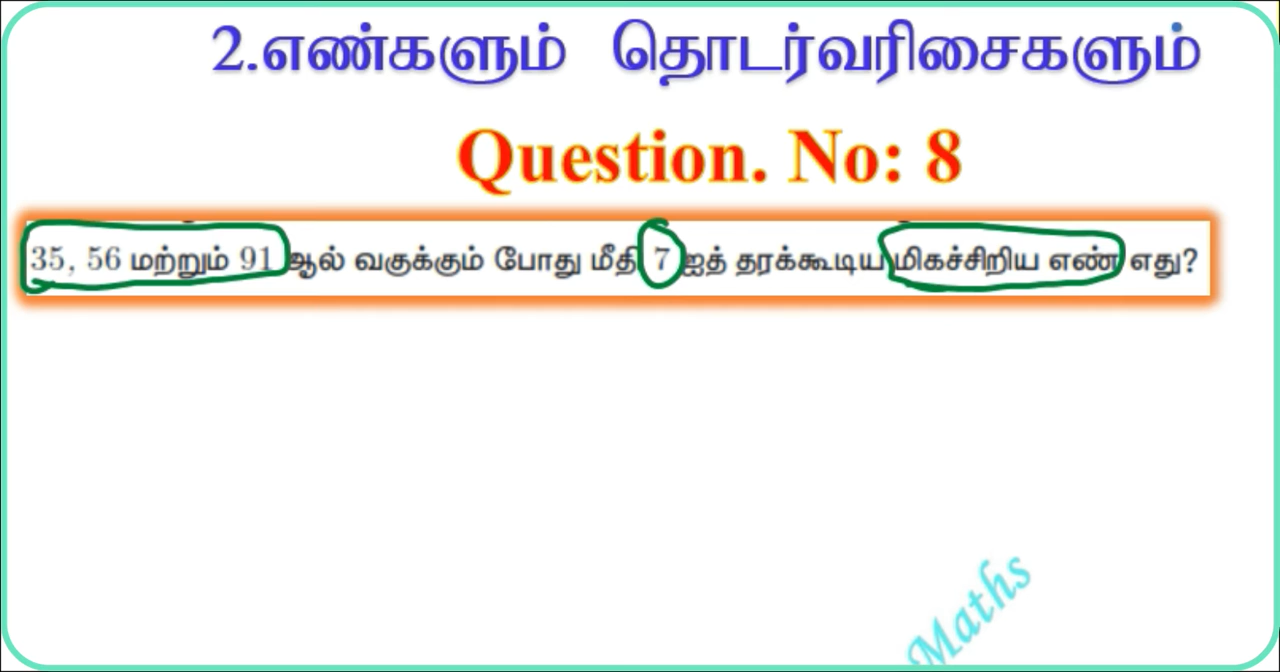 2.எண்களும் தொடர்வரிசைகளும்
Question. No: 8
35, 56 மற்றும் 91 ஆல் வகுக்கும் போது மீதி 7 ஐத் தரக்கூடிய மிகச்சிறிய எண் எது?
Maths